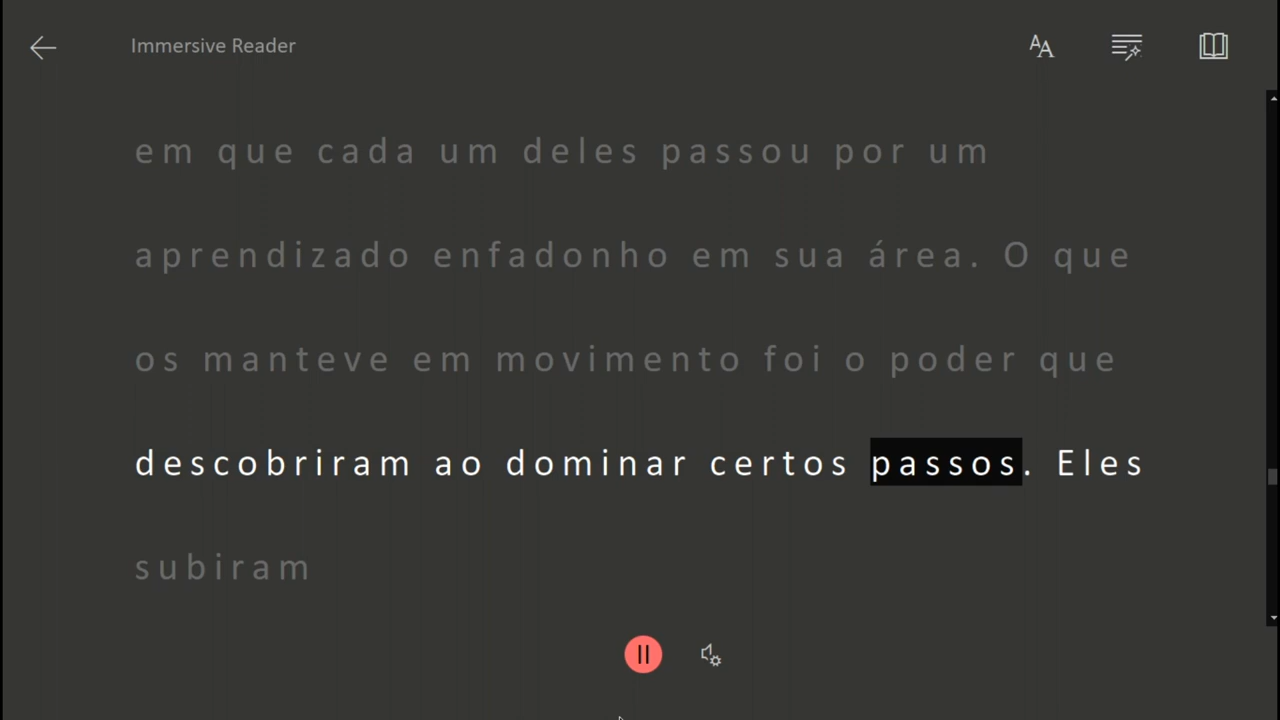 Immersive Reader
em que cada um deles passou por um
aprendizado enfadonho em sua área. O que
os manteve em movimento foi o poder que
descobriram ao dominar certos passos. Eles
subiram